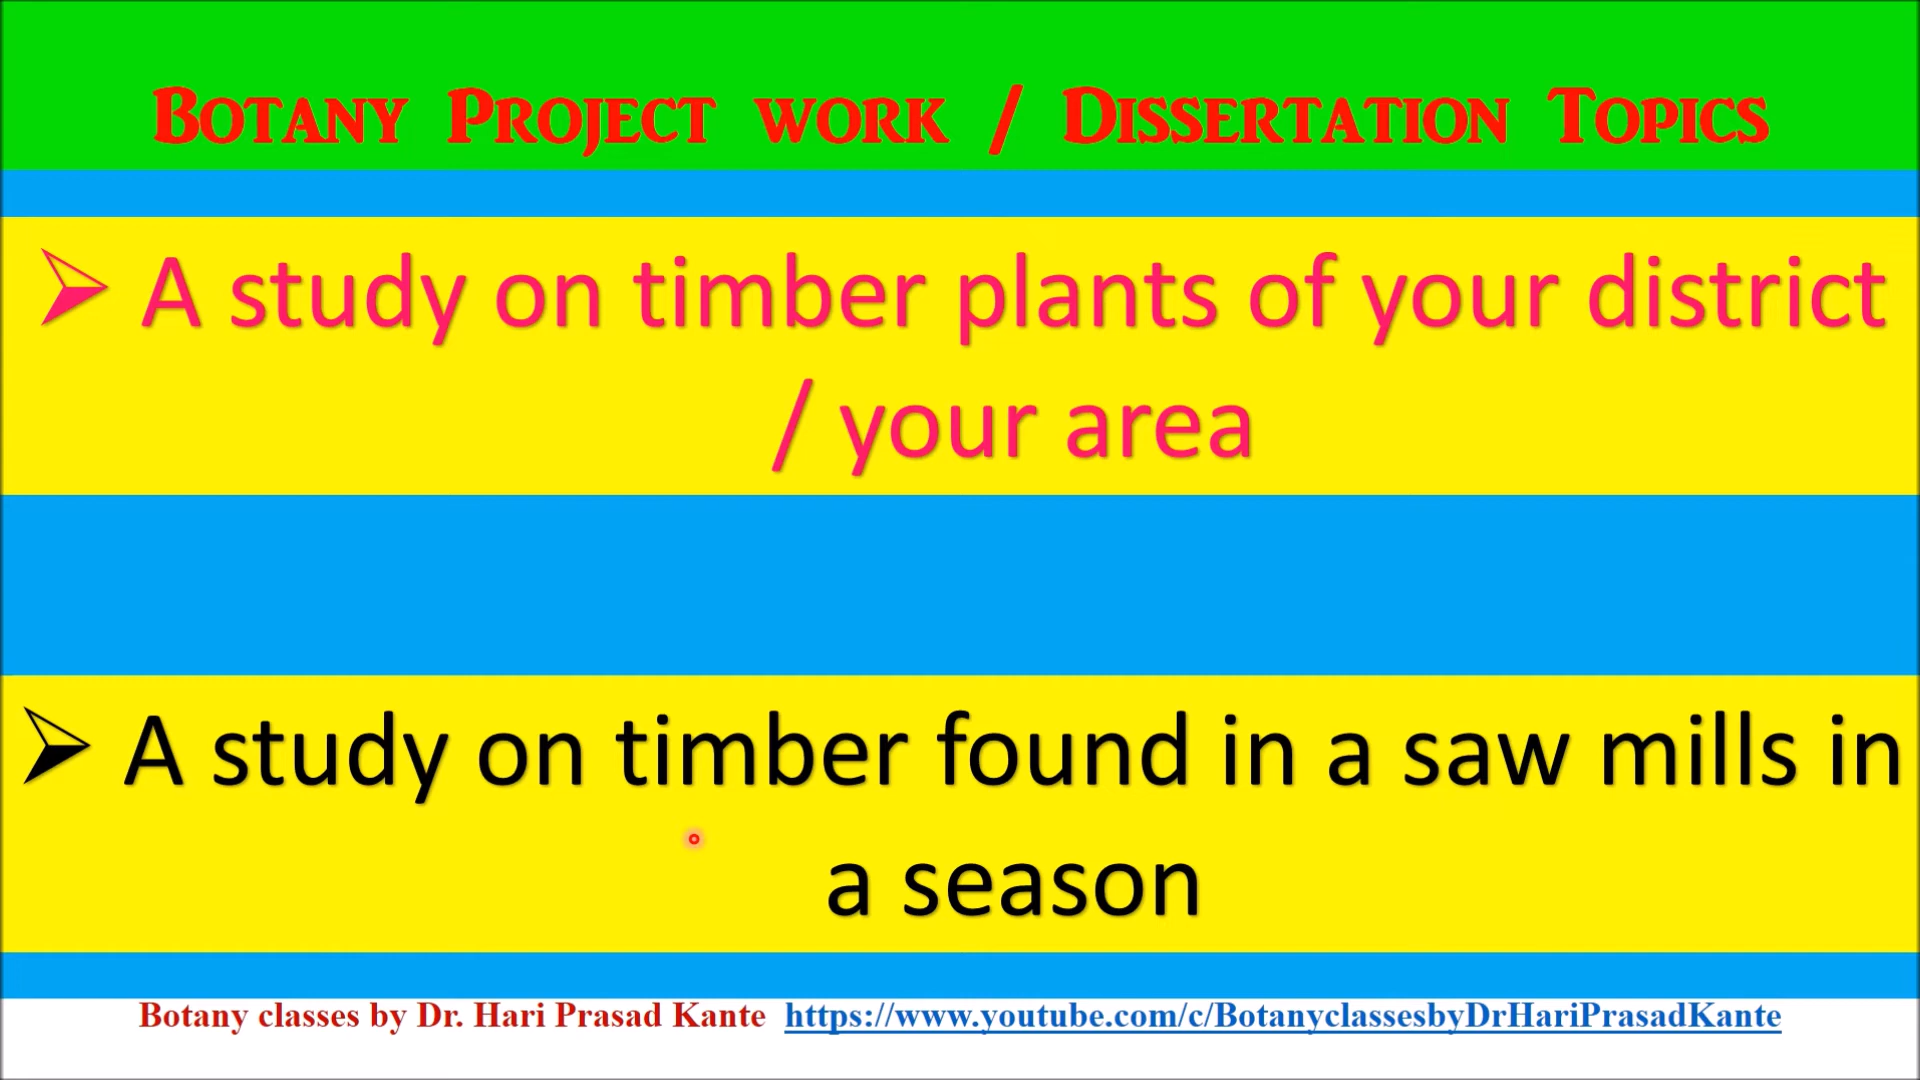 BOTANY PROJECT WORK / DISSERTATION TOPICS
➢ A study on timber plants of your district
/ your area
➢ A study on timber found in a saw mills in
a season
Botany classes by Dr. Hari Prasad Kante https://www.youtube.com/c/BotanyclassesbyDrHariPrasadKante